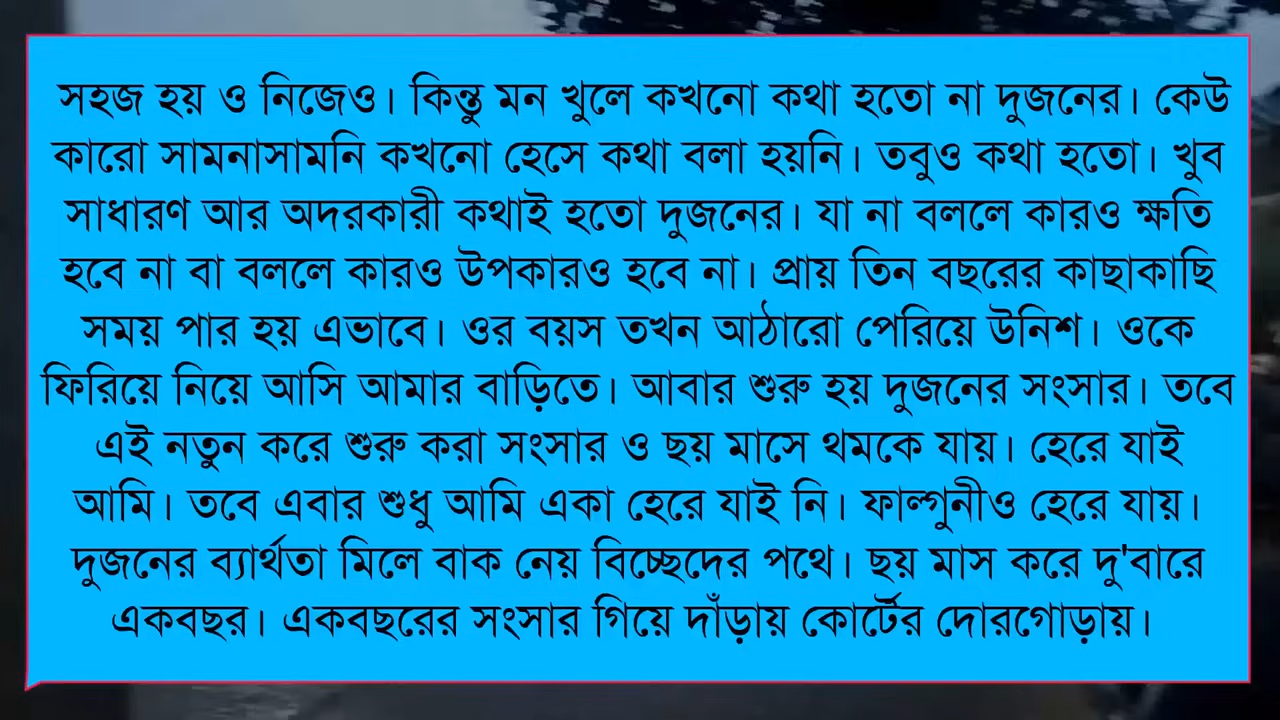 সহজ হয় ও নিজেও। কিন্তু মন খুলে কখনো কথা হতো না দুজনের। কেউ
কারো সামনাসামনি কখনো হেসে কথা বলা হয়নি। তবুও কথা হতো। খুব
সাধারণ আর অদরকারী কথাই হতো দুজনের। যা না বললে কারও ক্ষতি
হবে না বা বললে কারও উপকারও হবে না। প্রায় তিন বছরের কাছাকাছি
সময় পার হয় এভাবে। ওর বয়স তখন আঠারো পেরিয়ে উনিশ। ওকে
ফিরিয়ে নিয়ে আসি আমার বাড়িতে। আবার শুরু হয় দুজনের সংসার। তবে
এই নতুন করে শুরু করা সংসার ও ছয় মাসে থমকে যায়। হেরে যাই
আমি। তবে এবার শুধু আমি একা হেরে যাই নি। ফাল্গুনীও হেরে যায়।
দুজনের ব্যার্থতা মিলে বাক নেয় বিচ্ছেদের পথে। ছয় মাস করে দু'বারে
একবছর। একবছরের সংসার গিয়ে দাঁড়ায় কোর্টের দোরগোড়ায়।